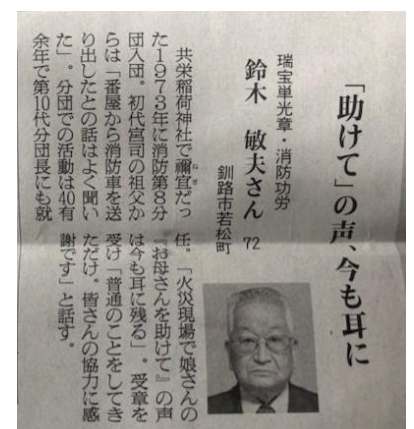 「助けて」の声、今も耳に
瑞宝単光章・消防功労
鈴木 敏夫さん 72
釧路市若松町
共栄稲荷神社で禰宜だっ
ねぎ
た1973年に消防第8分
団入団。初代宮司の祖父か
らは「番屋から消防車を送
り出したとの話はよく聞い
た」。分団での活動は40有
余年で第10代分団長にも就
任。「火災現場で娘さんの
『お母さんを助けて』の声
は今も耳に残る」。受章を
受け「普通のことをしてき
ただけ。皆さんの協力に感
謝です」と話す。